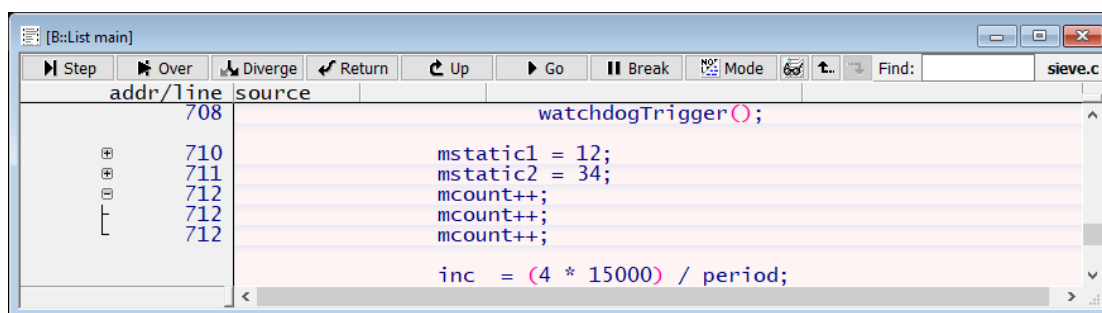 [B::List main]
Step Over Diverge Return Up Go Break Mode t.. Find: sieve.c
addr/line source
708 watchdogTrigger();
710 mstatic1 = 12;
711 mstatic2 = 34;
712 mcount++;
712 mcount++;
712 mcount++;
inc = (4 * 15000) / period;